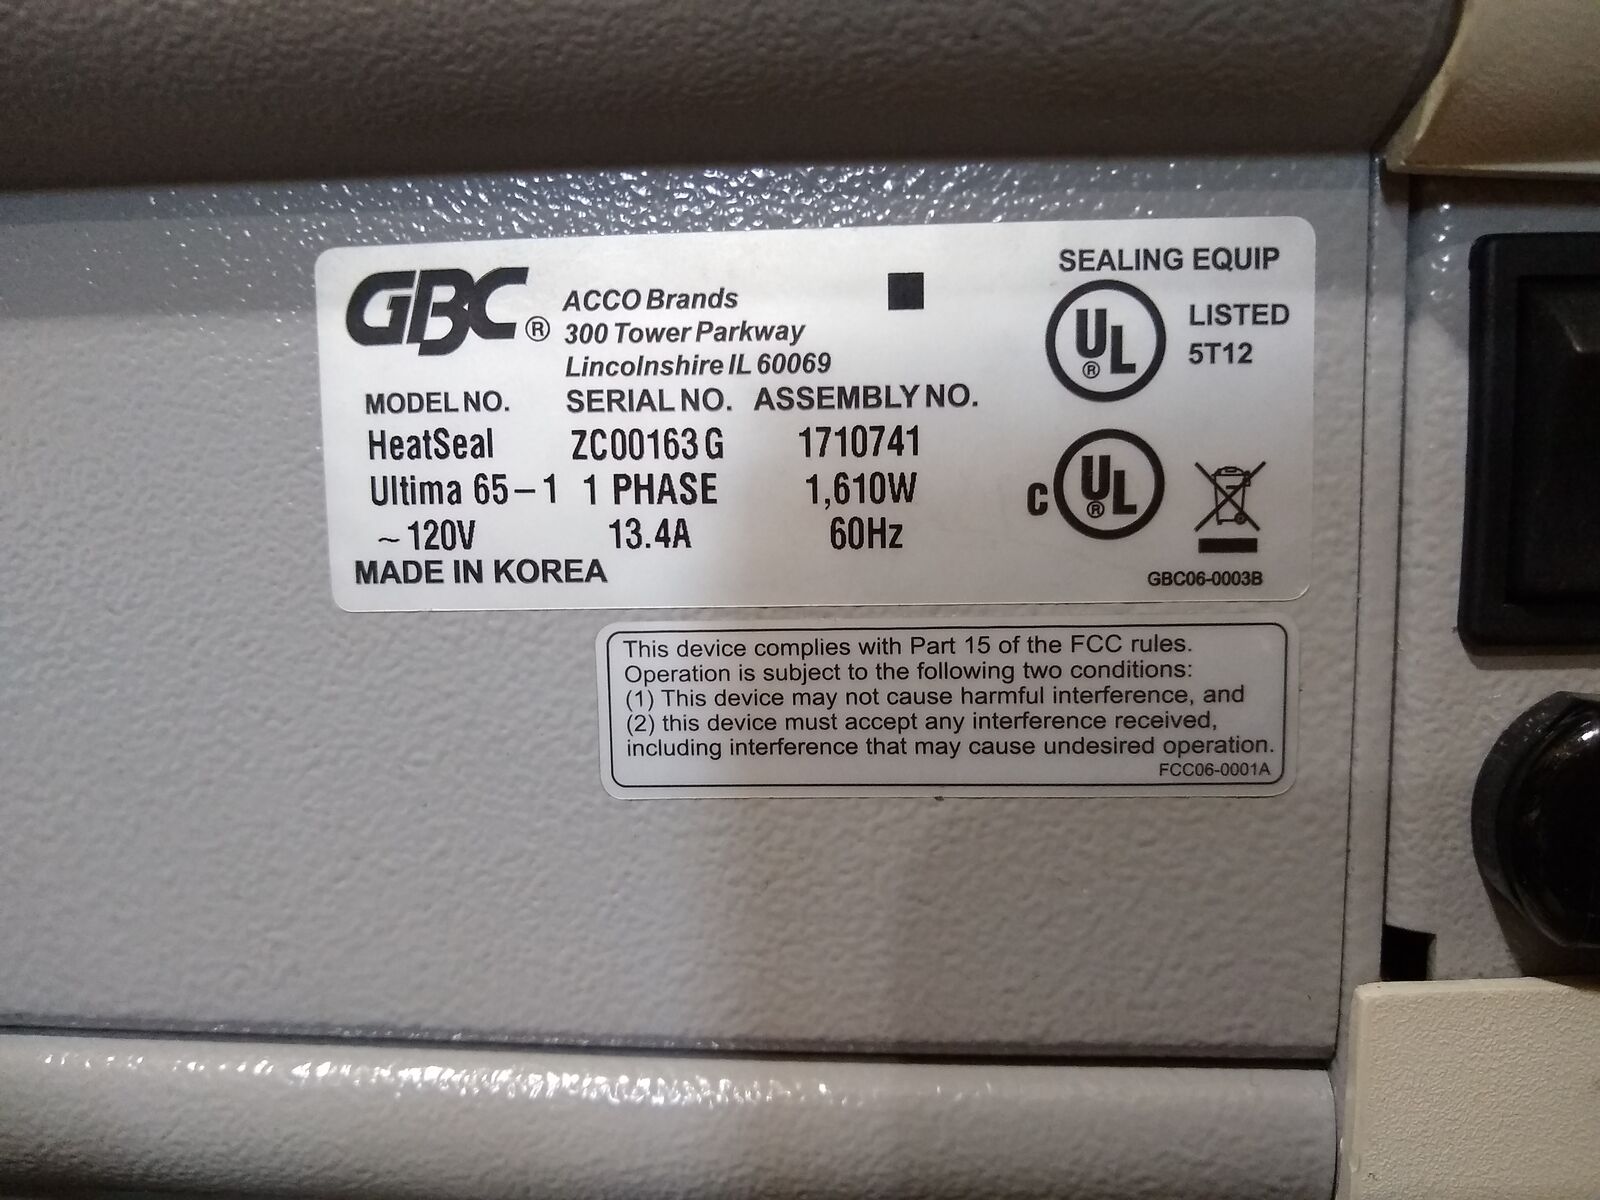 GBC®
ACCO Brands
300 Tower Parkway
Lincolnshire IL 60069
SEALING EQUIP
UL® LISTED
5T12
MODEL NO. SERIAL NO. ASSEMBLY NO.
HeatSeal ZC00163G 1710741
Ultima 65-1 1 PHASE 1,610W
~120V 13.4A 60Hz
MADE IN KOREA
C UL®
GBC06-0003B
This device complies with Part 15 of the FCC rules.
Operation is subject to the following two conditions:
(1) This device may not cause harmful interference, and
(2) this device must accept any interference received,
including interference that may cause undesired operation.
FCC06-0001A